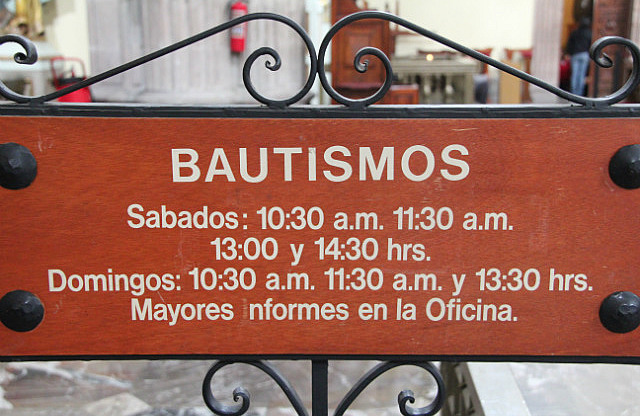 BAUTISMOS
Sabados: 10:30 a.m. 11:30 a.m.
13:00 y 14:30 hrs.
Domingos: 10:30 a.m. 11:30 a.m. y 13:30 hrs.
Mayores nformes en la Oficina.